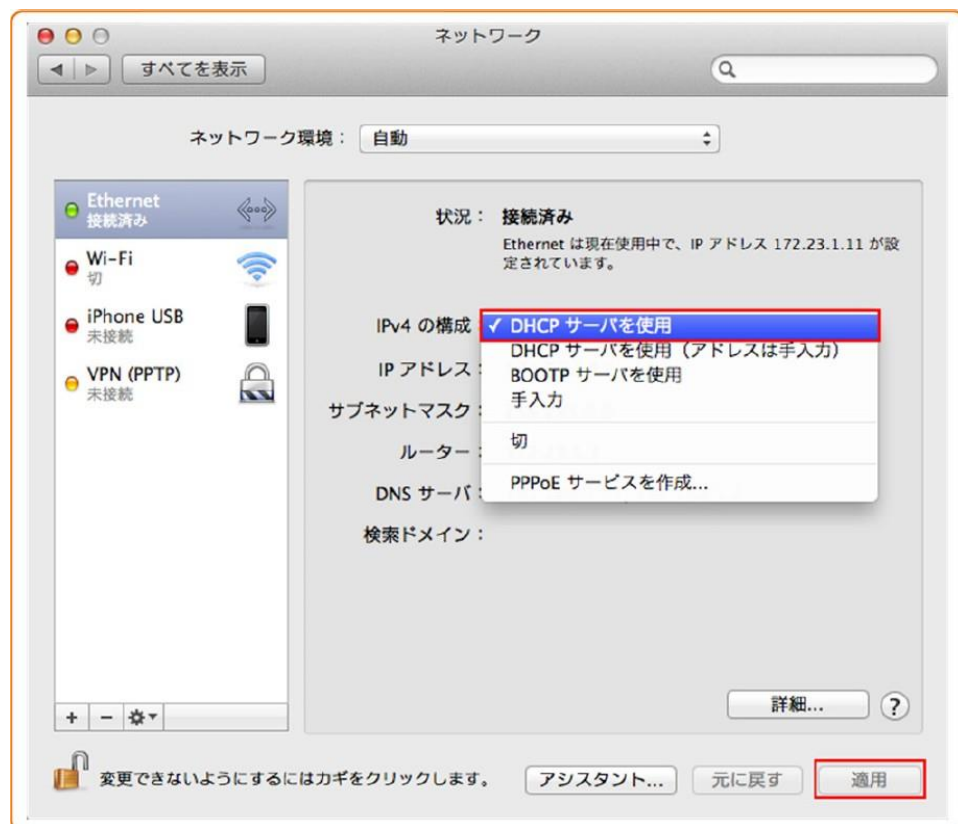 ネットワーク
すべてを表示
ネットワーク環境： 自動
Ethernet
接続済み
Wi-Fi
切
iPhone USB
未接続
VPN (PPTP)
未接続
状況： 接続済み
Ethernet は現在使用中で、IP アドレス 172.23.1.11 が設
定されています。
IPv4 の構成： ✓ DHCP サーバを使用
DHCP サーバを使用（アドレスは手入力）
BOOTP サーバを使用
手入力
切
PPPoE サービスを作成...
IP アドレス：
サブネットマスク：
ルーター：
DNS サーバ：
検索ドメイン：
詳細... ?
+ −
変更できないようにするにはカギをクリックします。
アシスタント... 元に戻す 適用